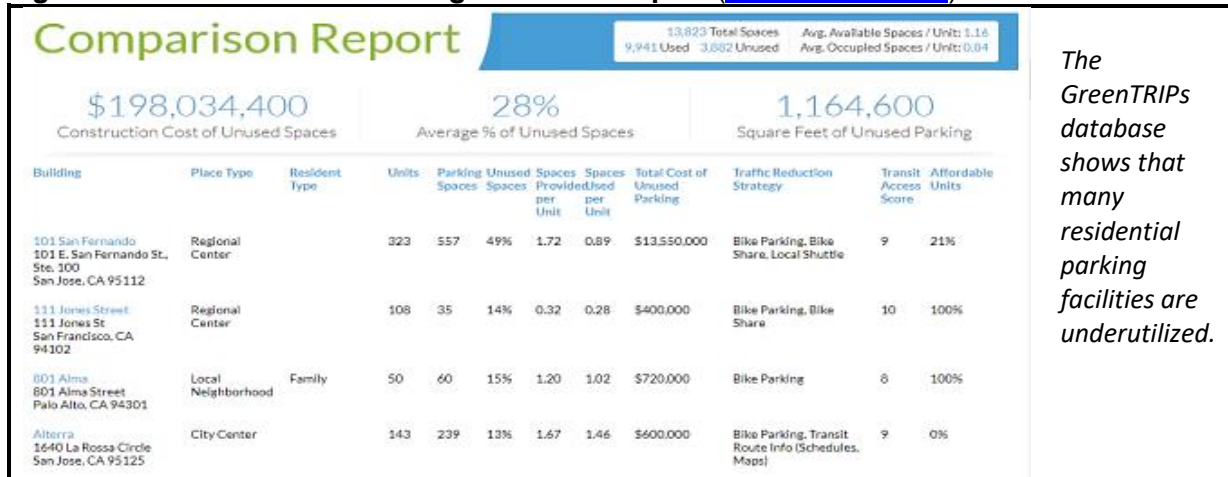 Comparison Report
13,823 Total Spaces
9,941 Used 3,882 Unused
Avg. Available Spaces / Unit: 1.16
Avg. Occupied Spaces / Unit: 0.84
$198,034,400
Construction Cost of Unused Spaces
28%
Average % of Unused Spaces
1,164,600
Square Feet of Unused Parking
Building
Place Type
Resident
Type
Units
Parking
Spaces
Unused
Spaces
Spaces
Provided
per
Unit
Spaces
Used
per
Unit
Total Cost of
Unused
Parking
Traffic Reduction
Strategy
Transit
Access
Score
Affordable
Units
101 San Fernando
101 E. San Fernando St.,
Ste. 100
San Jose, CA 95112
Regional
Center
323
557
49%
1.72
0.89
$13,550,000
Bike Parking, Bike
Share, Local Shuttle
9
21%
111 Jones Street
111 Jones St
San Francisco, CA
94102
Regional
Center
108
35
14%
0.32
0.28
$400,000
Bike Parking, Bike
Share
10
100%
801 Alma
801 Alma Street
Palo Alto, CA 94301
Local
Neighborhood
Family
50
60
15%
1.20
1.02
$720,000
Bike Parking
8
100%
Alterra
1640 La Rossa Circle
San Jose, CA 95125
City Center
143
239
13%
1.67
1.46
$600,000
Bike Parking, Transit
Route Info (Schedules,
Maps)
9
0%
The
GreenTRIPs
database
shows that
many
residential
parking
facilities are
underutilized.